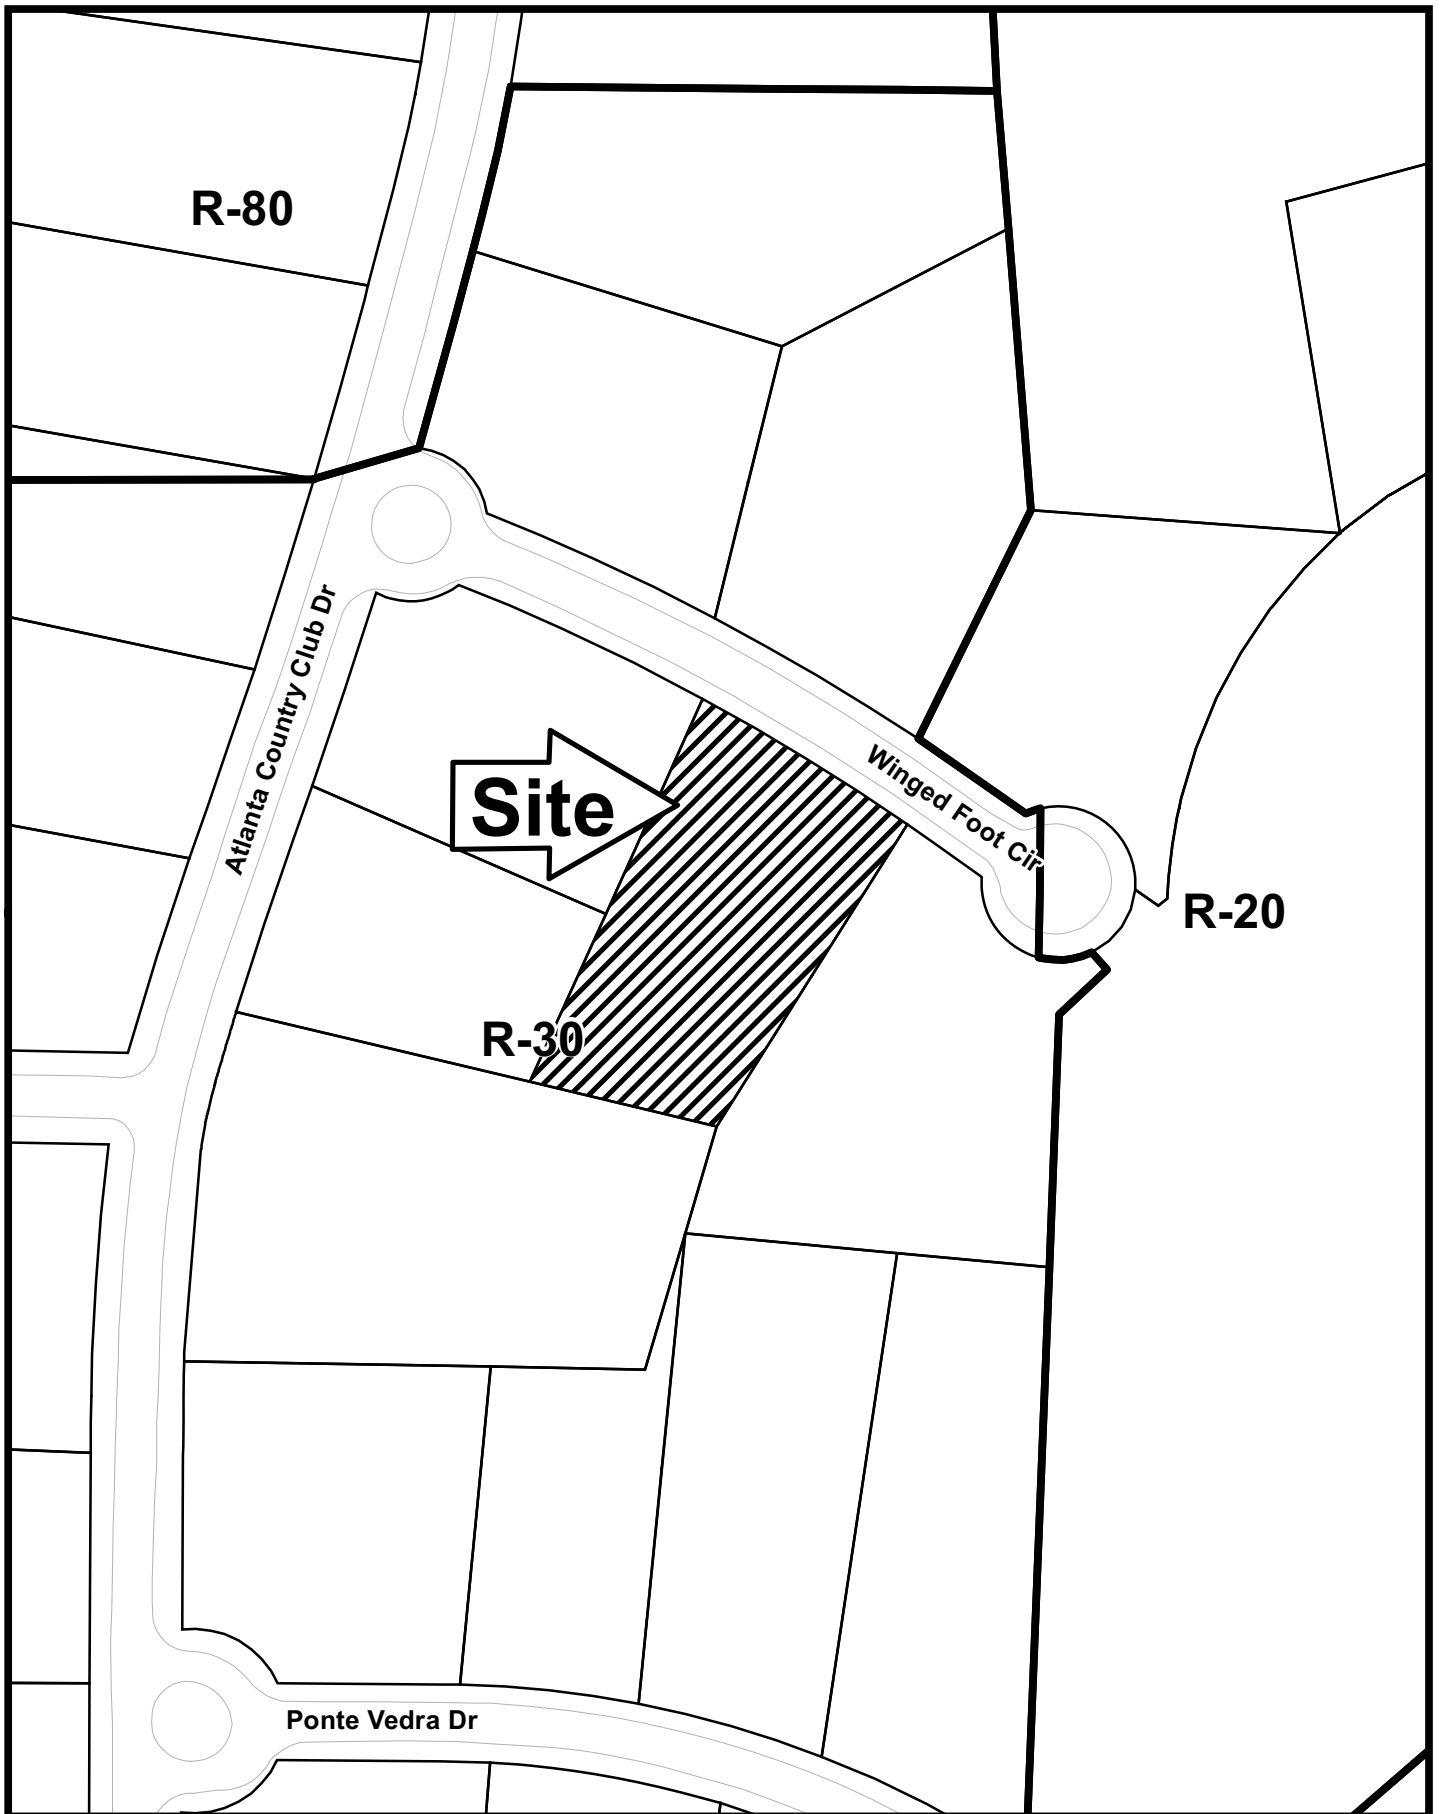 R-80
Atlanta Country Club Dr
Site
Winged Foot Cir
R-20
R-30
Ponte Vedra Dr